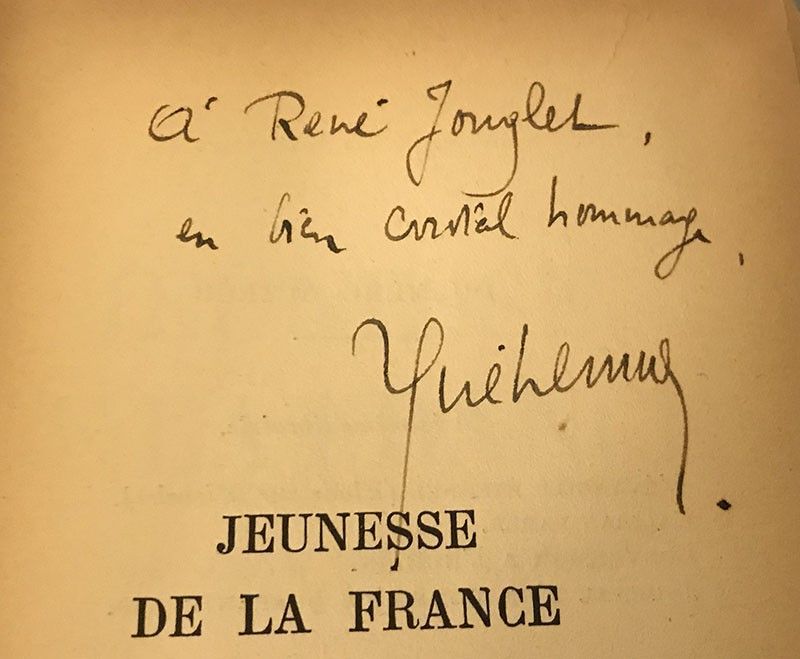 à René Jouglet,
en bien cordial hommage,
Guéhenno.
JEUNESSE
DE LA FRANCE